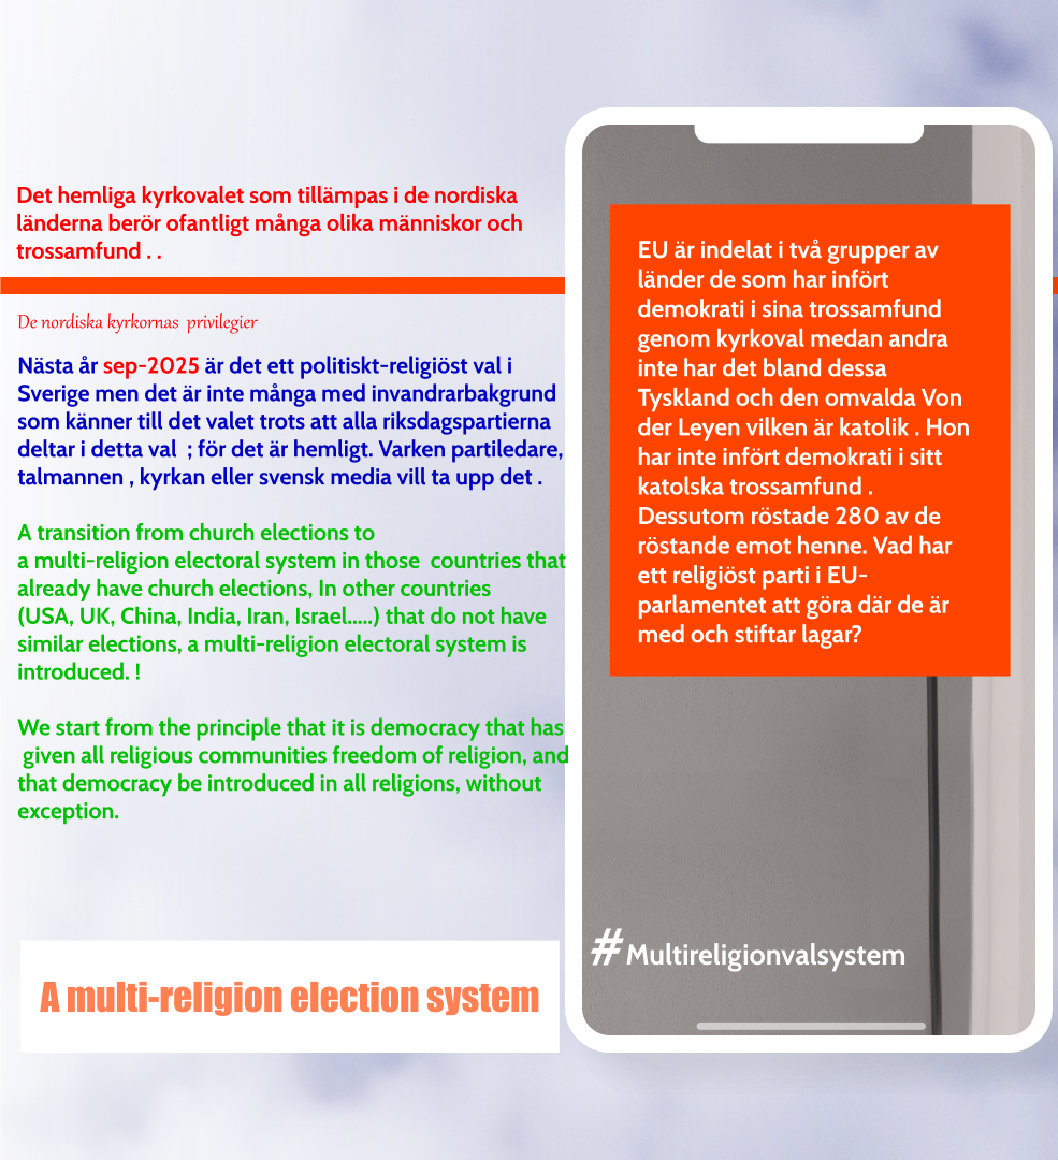 Det hemliga kyrkovalet som tillämpas i de nordiska
länderna berör ofantligt många olika människor och
trossamfund . .
De nordiska kyrkornas privilegier
Nästa år sep-2025 är det ett politiskt-religiöst val i
Sverige men det är inte många med invandrarbakgrund
som känner till det valet trots att alla riksdagspartierna
deltar i detta val ; för det är hemligt. Varken partiledare,
talmannen , kyrkan eller svensk media vill ta upp det .
A transition from church elections to
a multi-religion electoral system in those countries that
already have church elections, In other countries
(USA, UK, China, India, Iran, Israel.....) that do not have
similar elections, a multi-religion electoral system is
introduced. !
We start from the principle that it is democracy that has
given all religious communities freedom of religion, and
that democracy be introduced in all religions, without
exception.
A multi-religion election system
EU är indelat i två grupper av
länder de som har infört
demokrati i sina trossamfund
genom kyrkoval medan andra
inte har det bland dessa
Tyskland och den omvalda Von
der Leyen vilken är katolik . Hon
har inte infört demokrati i sitt
katolska trossamfund .
Dessutom röstade 280 av de
röstande emot henne. Vad har
ett religiöst parti i EU-
parlamentet att göra där de är
med och stiftar lagar?
#Multireligionvalsystem